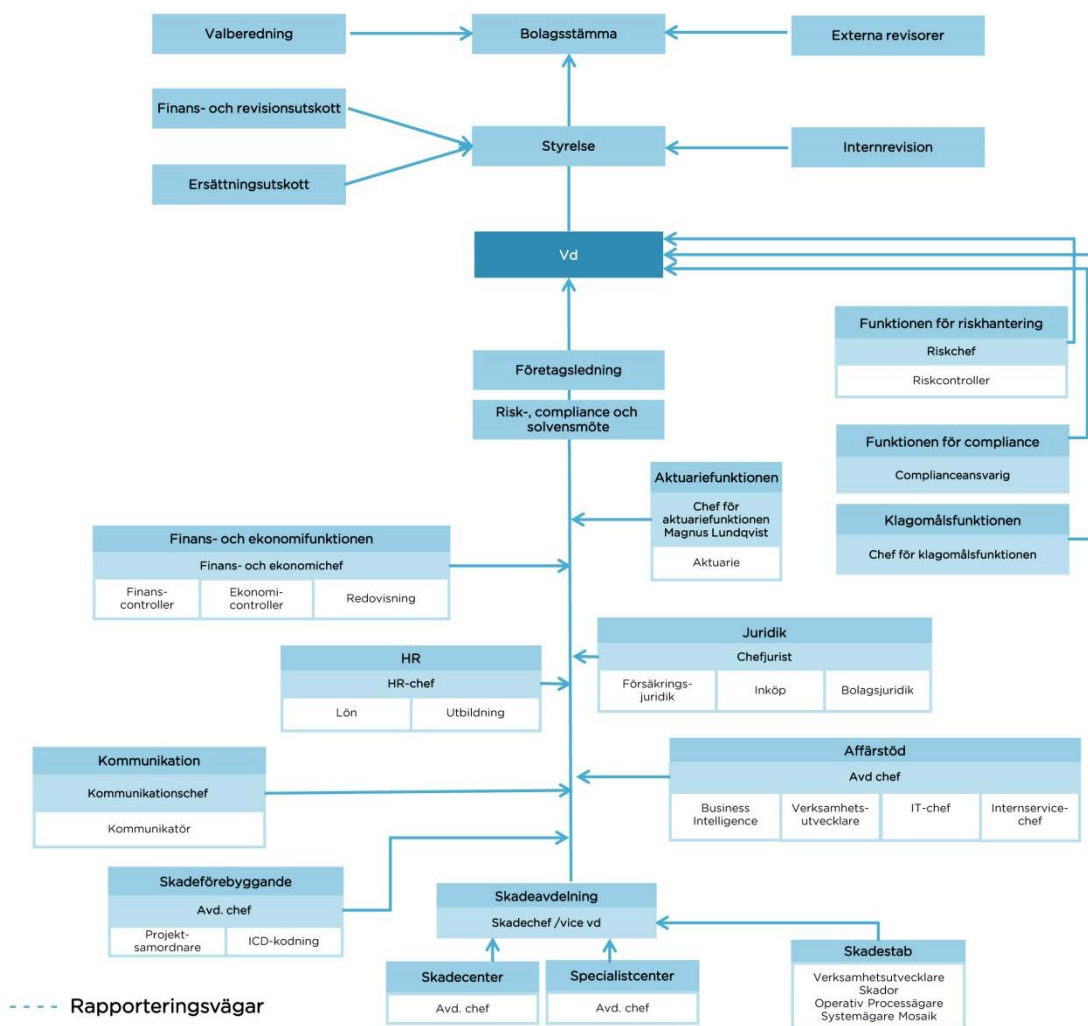 Valberedning
Bolagsstämma
Externa revisorer
Finans- och revisionsutskott
Styrelse
Internrevision
Ersättningsutskott
Vd
Funktionen för riskhantering
Riskchef
Riskcontroller
Företagsledning
Risk-, compliance och
solvensmöte
Funktionen för compliance
Complianceansvarig
Aktuariefunktionen
Chef för
aktuariefunktionen
Magnus Lundqvist
Aktuarie
Klagomålsfunktionen
Chef för klagomålsfunktionen
Finans- och ekonomifunktionen
Finans- och ekonomichef
Finans-
controller
Ekonomi-
controller
Redovisning
Juridik
Chefjurist
Försäkrings-
juridik
Inköp
Bolagsjuridik
HR
HR-chef
Lön
Utbildning
Kommunikation
Kommunikationschef
Kommunikatör
Affärstöd
Avd chef
Business
Intelligence
Verksamhets-
utvecklare
IT-chef
Internservice-
chef
Skadeförebyggande
Avd. chef
Projekt-
samordnare
ICD-kodning
Skadeavdelning
Skadechef /vice vd
Skadecenter
Avd. chef
Specialistcenter
Avd. chef
Skadestab
Verksamhetsutvecklare
Skador
Operativ Processägare
Systemägare Mosaik
Rapporteringsvägar